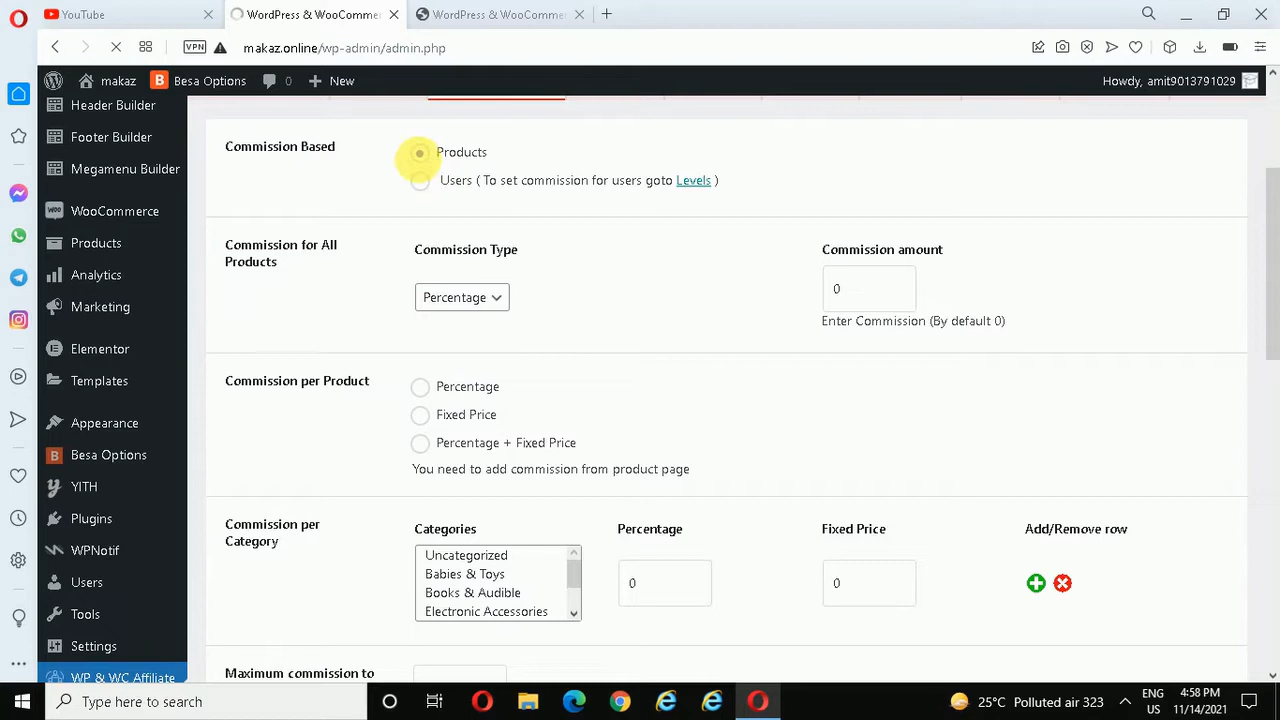 YouTube
WordPress & WooComme
WordPress & WooComme
VPN
makaz.online/wp-admin/admin.php
makaz
Besa Options
0
New
Howdy, amit9013791029
Header Builder
Footer Builder
Megamenu Builder
WooCommerce
Products
Analytics
Marketing
Elementor
Templates
Appearance
Besa Options
YITH
Plugins
WPNotif
Users
Tools
Settings
WP & WC Affiliate
Commission Based
Products
Users ( To set commission for users goto Levels )
Commission for All
Products
Commission Type
Percentage
Commission amount
0
Enter Commission (By default 0)
Commission per Product
Percentage
Fixed Price
Percentage + Fixed Price
You need to add commission from product page
Commission per
Category
Categories
Uncategorized
Babies & Toys
Books & Audible
Electronic Accessories
Percentage
0
Fixed Price
0
Add/Remove row
Maximum commission to
Type here to search
25°C Polluted air 323
ENG
US
4:58 PM
11/14/2021